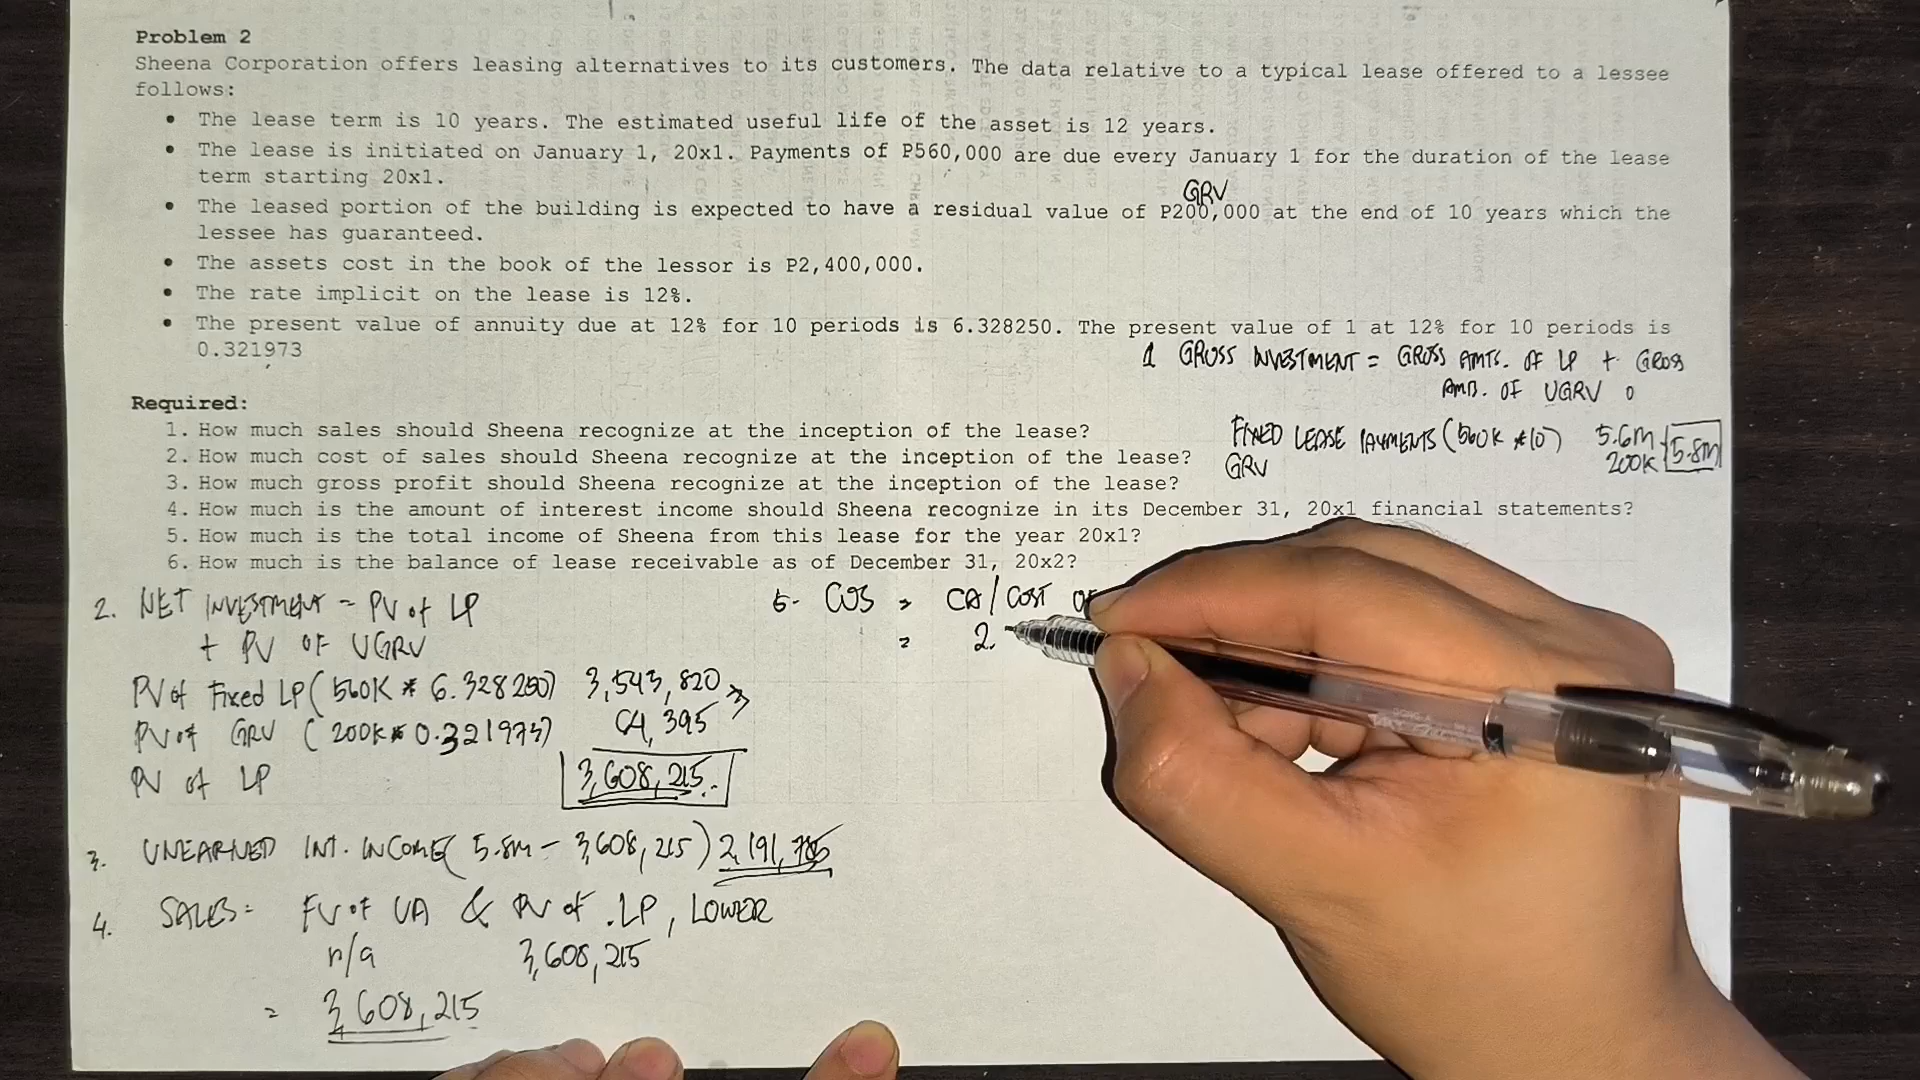 Problem 2
Sheena Corporation offers leasing alternatives to its customers. The data relative to a typical lease offered to a lessee
follows:
• The lease term is 10 years. The estimated useful life of the asset is 12 years.
• The lease is initiated on January 1, 20x1. Payments of P560,000 are due every January 1 for the duration of the lease
term starting 20x1.
GRV
• The leased portion of the building is expected to have a residual value of P200,000 at the end of 10 years which the
lessee has guaranteed.
• The assets cost in the book of the lessor is P2,400,000.
• The rate implicit on the lease is 12%.
• The present value of annuity due at 12% for 10 periods is 6.328250. The present value of 1 at 12% for 10 periods is
0.321973
1 GROSS INVESTMENT = GROSS AMTS. OF LP + GROSS
AMTS. OF UGRV 0
Required:
1. How much sales should Sheena recognize at the inception of the lease?
FIXED LEASE PAYMENTS (560K * 10) 5.6M
2. How much cost of sales should Sheena recognize at the inception of the lease?
GRV 200K 5.8M
3. How much gross profit should Sheena recognize at the inception of the lease?
4. How much is the amount of interest income should Sheena recognize in its December 31, 20x1 financial statements?
5. How much is the total income of Sheena from this lease for the year 20x1?
6. How much is the balance of lease receivable as of December 31, 20x2?
2. NET INVESTMENT = PV of LP
+ PV OF UGRV
PV of Fixed LP (560K * 6.328250) 3,543,820
PV of GRV (200K * 0.321973) 64,395
PV of LP 3,608,215
3. UNEARNED INT. INCOME (5.8M - 3,608,215) 2,191,785
4. SALES = FV of UA & PV of LP, LOWER
n/a 3,608,215
= 3,608,215
5. COS = CA / COST OF
= 2.